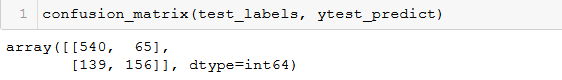 1 confusion_matrix(test_labels, ytest_predict)
array([[540,  65],
       [139, 156]], dtype=int64)